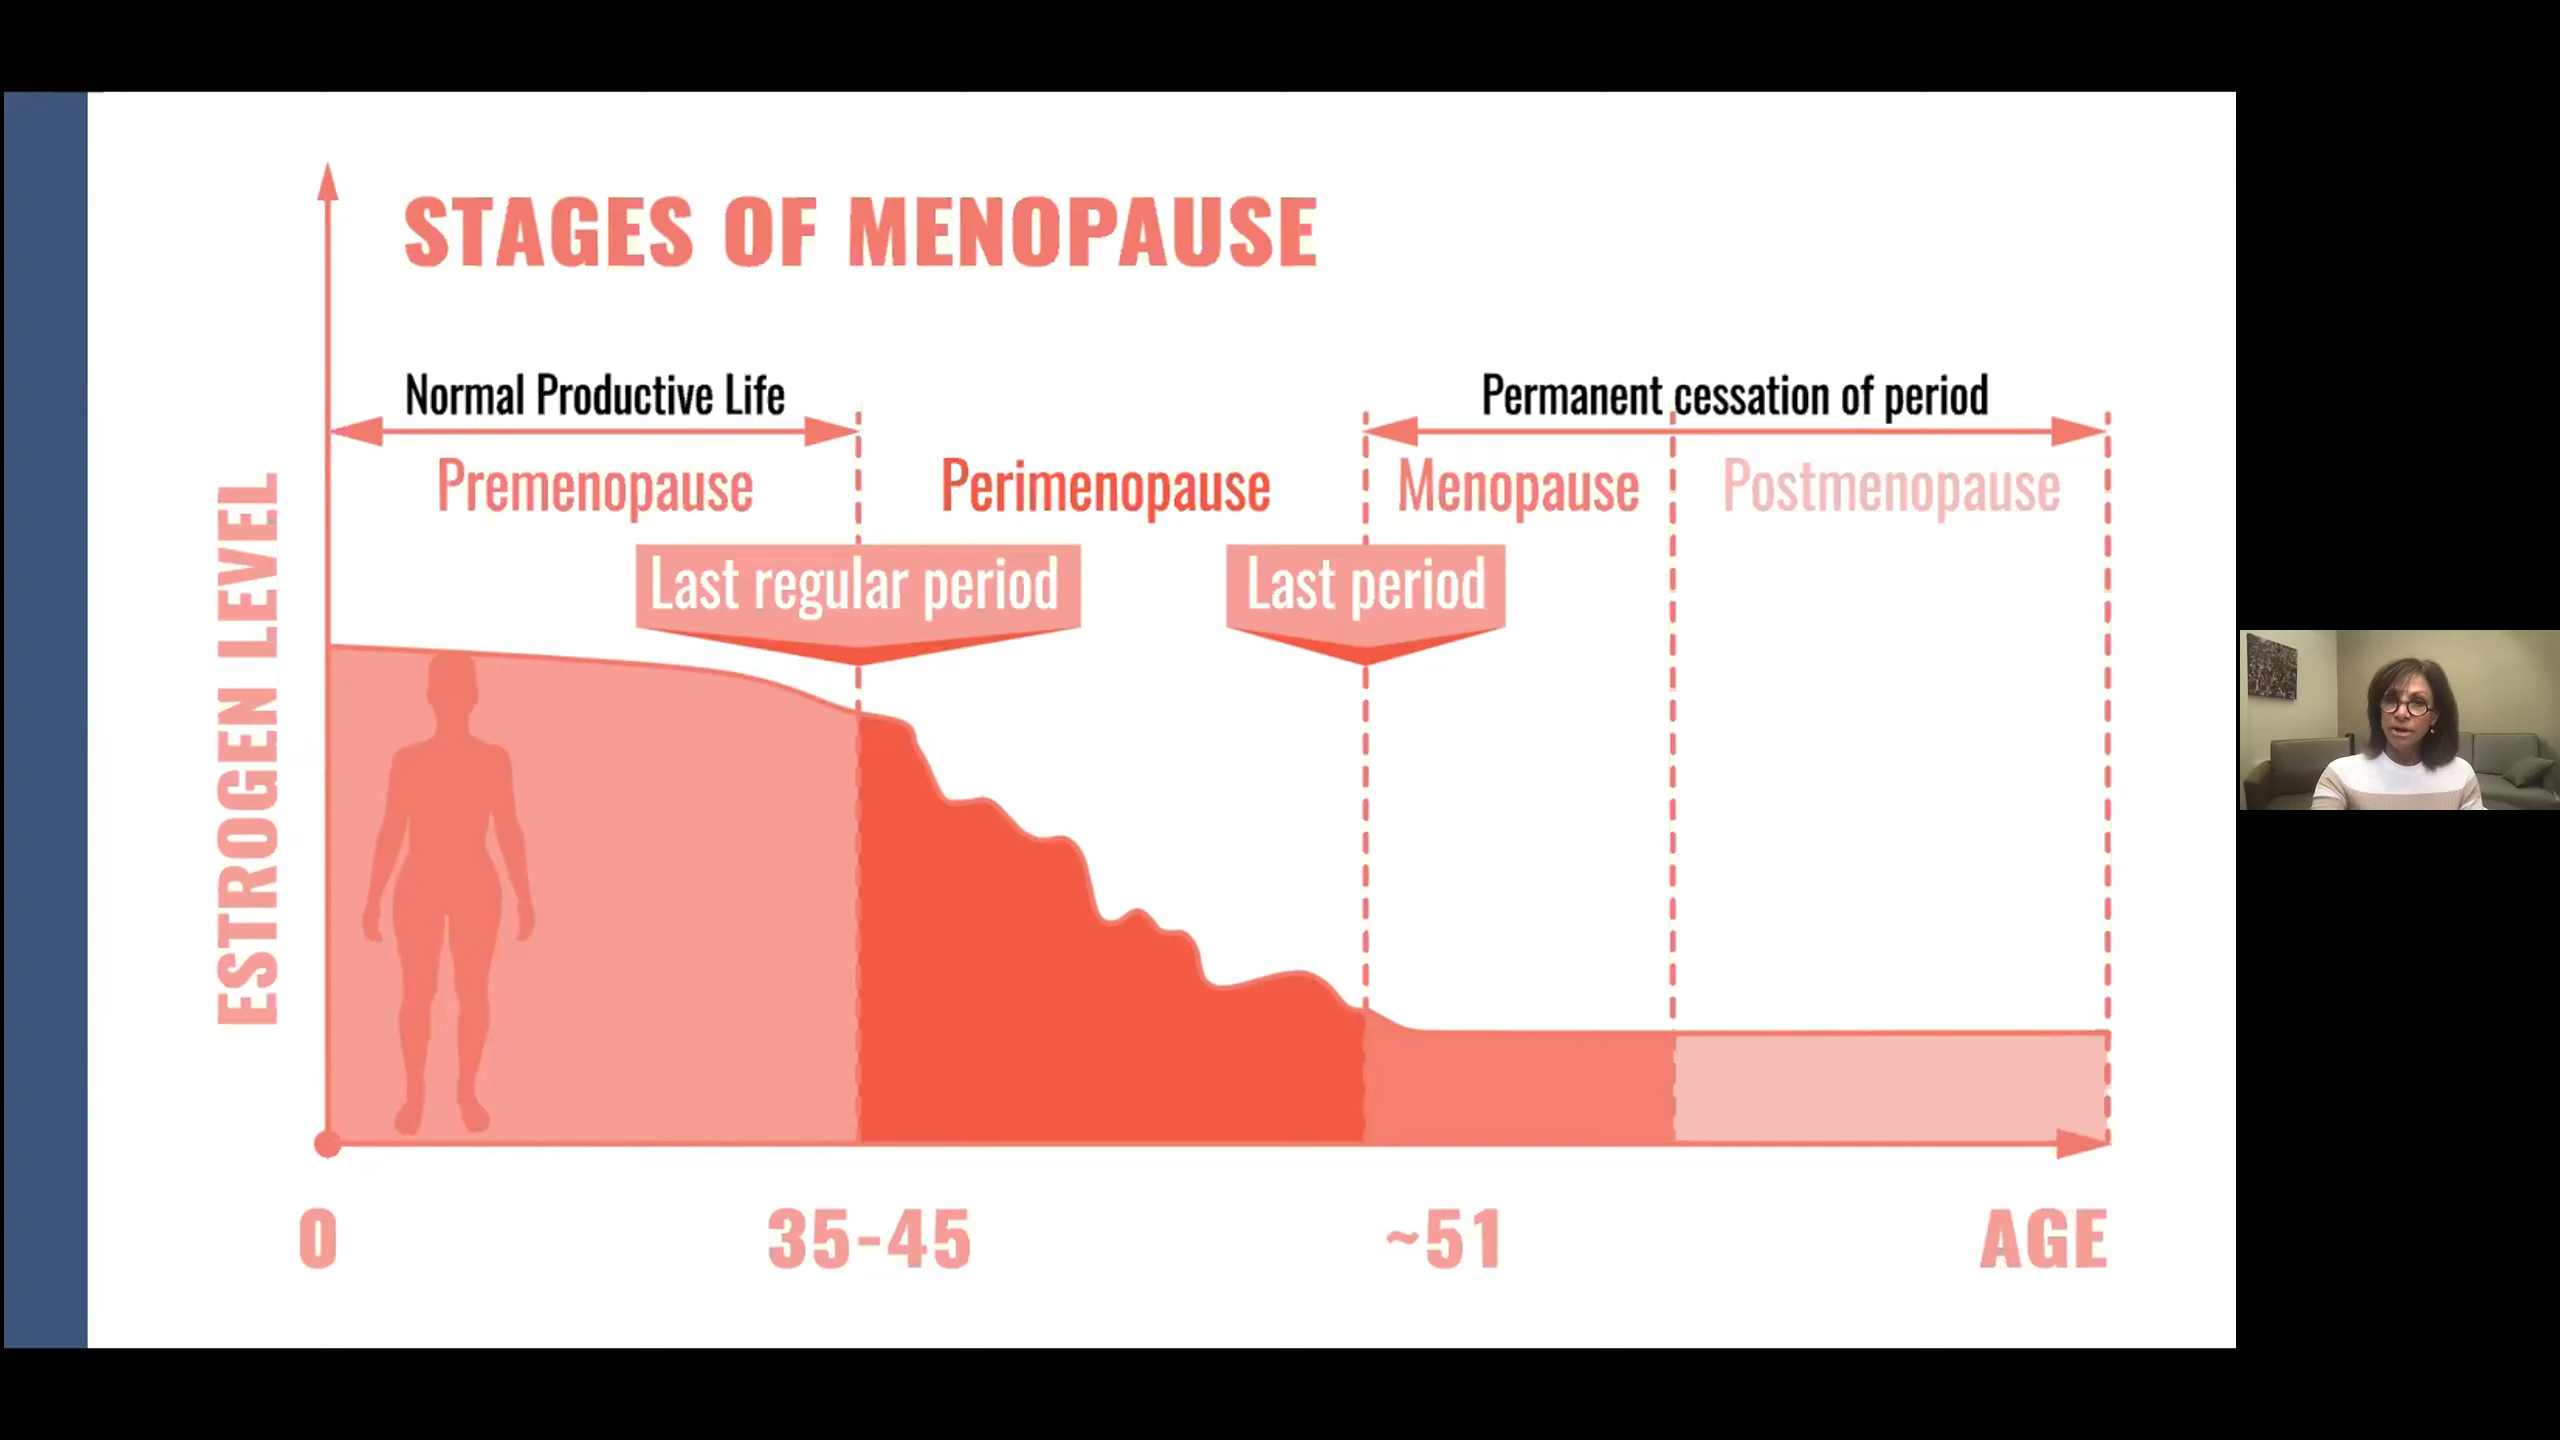 STAGES OF MENOPAUSE
Normal Productive Life
Permanent cessation of period
Premenopause
Perimenopause
Menopause
Postmenopause
Last regular period
Last period
ESTROGEN LEVEL
0
35-45
~51
AGE